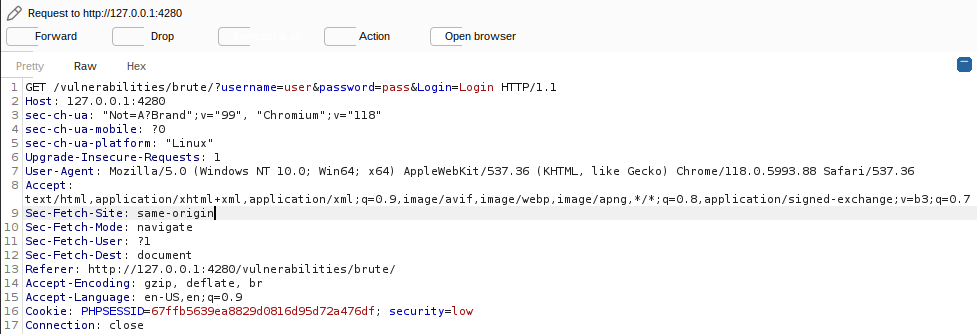 Request to http://127.0.0.1:4280
Forward Drop Action Open browser
Pretty Raw Hex
1 GET /vulnerabilities/brute/?username=user&password=pass&Login=Login HTTP/1.1
2 Host: 127.0.0.1:4280
3 sec-ch-ua: "Not=A?Brand";v="99", "Chromium";v="118"
4 sec-ch-ua-mobile: ?0
5 sec-ch-ua-platform: "Linux"
6 Upgrade-Insecure-Requests: 1
7 User-Agent: Mozilla/5.0 (Windows NT 10.0; Win64; x64) AppleWebKit/537.36 (KHTML, like Gecko) Chrome/118.0.5993.88 Safari/537.36
8 Accept:
text/html,application/xhtml+xml,application/xml;q=0.9,image/avif,image/webp,image/apng,*/*;q=0.8,application/signed-exchange;v=b3;q=0.7
9 Sec-Fetch-Site: same-origin
10 Sec-Fetch-Mode: navigate
11 Sec-Fetch-User: ?1
12 Sec-Fetch-Dest: document
13 Referer: http://127.0.0.1:4280/vulnerabilities/brute/
14 Accept-Encoding: gzip, deflate, br
15 Accept-Language: en-US,en;q=0.9
16 Cookie: PHPSESSID=67ffb5639ea8829d0816d95d72a476df; security=low
17 Connection: close